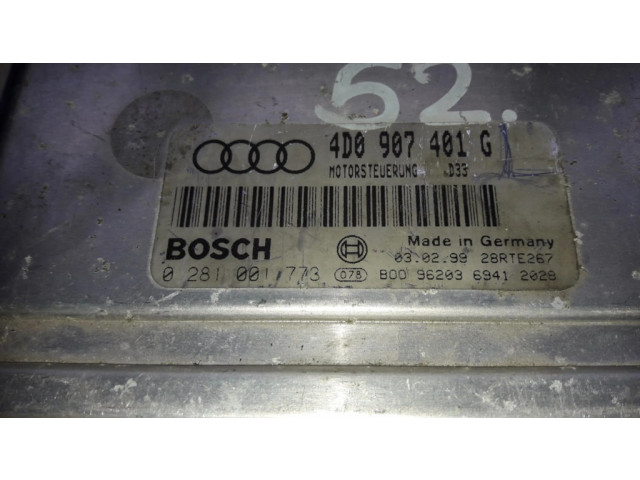 52.
4D0 907 401 G L
MOTORSTEUERUNG D33
BOSCH
Made in Germany
03.02.99 28RTE267
0 281 001 773 078 B00 96203 6941 2028